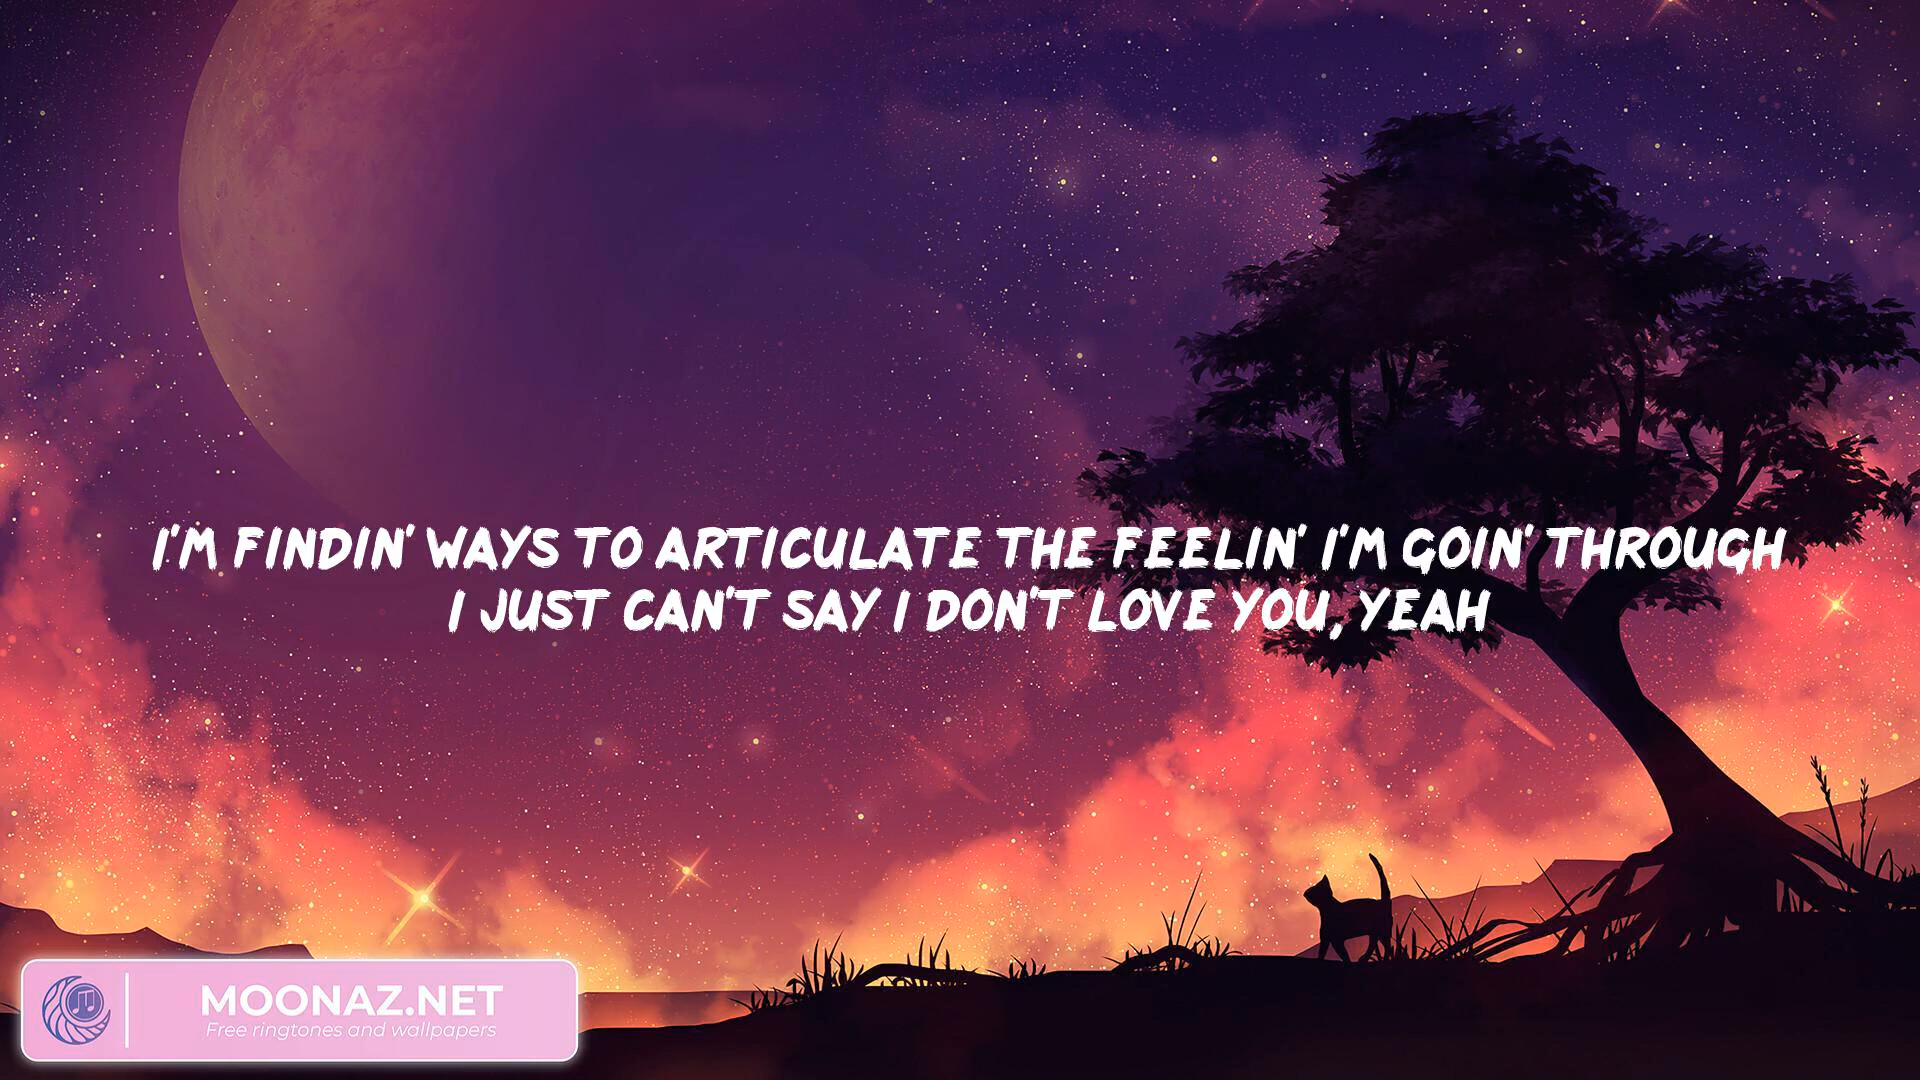 I'M FINDIN' WAYS TO ARTICULATE THE FEELIN' I'M GOIN' THROUGH
I JUST CAN'T SAY I DON'T LOVE YOU, YEAH
MOONAZ.NET
Free ringtones and wallpapers